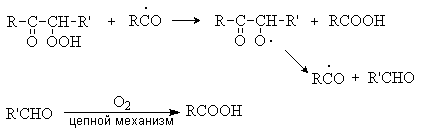 R-C-CH-R' + RĊO → R-C-CH-R' + RCOOH
O OOH O O·
RĊO + R'CHO
R'CHO O2 RCOOH
цепной механизм